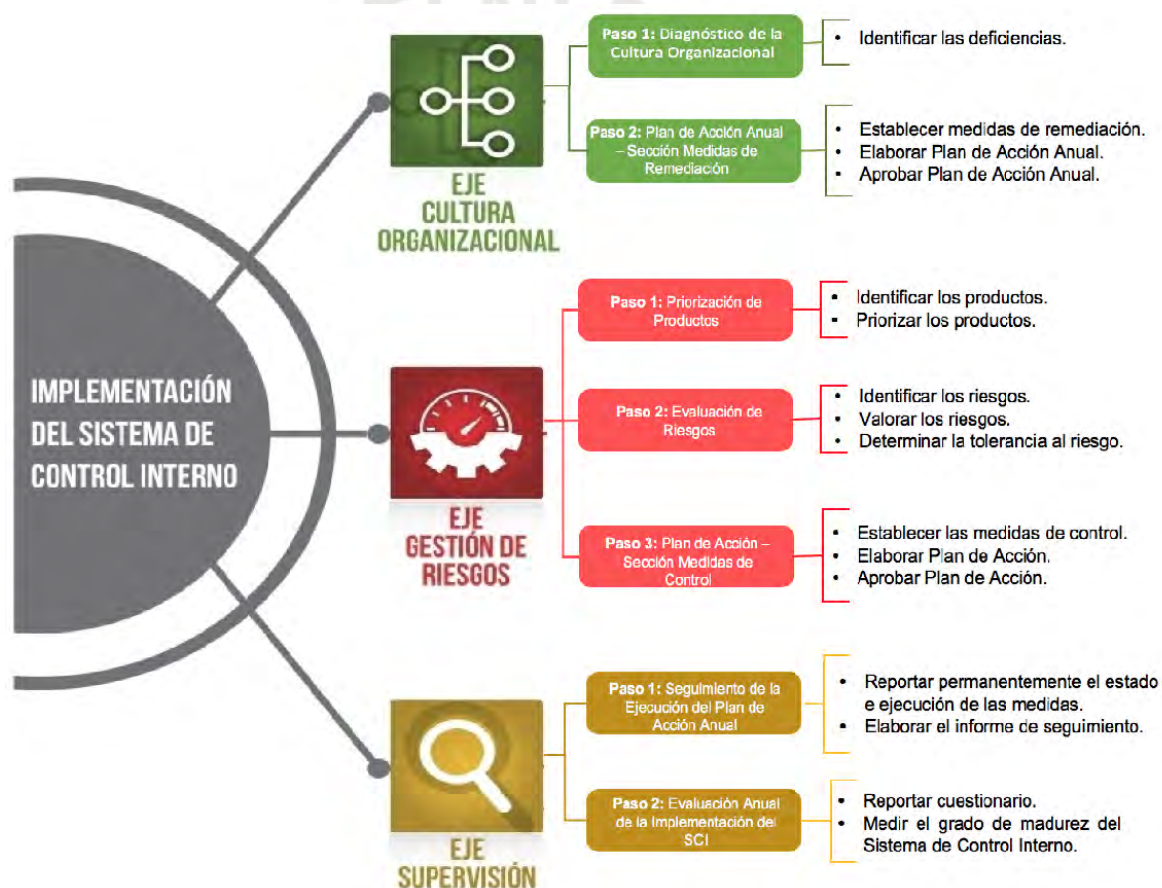 IMPLEMENTACIÓN
DEL SISTEMA DE
CONTROL INTERNO
EJE
CULTURA
ORGANIZACIONAL
Paso 1: Diagnóstico de la
Cultura Organizacional
• Identificar las deficiencias.
Paso 2: Plan de Acción Anual
– Sección Medidas de
Remediación
• Establecer medidas de remediación.
• Elaborar Plan de Acción Anual.
• Aprobar Plan de Acción Anual.
EJE
GESTIÓN DE
RIESGOS
Paso 1: Priorización de
Productos
• Identificar los productos.
• Priorizar los productos.
Paso 2: Evaluación de
Riesgos
• Identificar los riesgos.
• Valorar los riesgos.
• Determinar la tolerancia al riesgo.
Paso 3: Plan de Acción –
Sección Medidas de
Control
• Establecer las medidas de control.
• Elaborar Plan de Acción.
• Aprobar Plan de Acción.
EJE
SUPERVISIÓN
Paso 1: Seguimiento de la
Ejecución del Plan de
Acción Anual
• Reportar permanentemente el estado
e ejecución de las medidas.
• Elaborar el informe de seguimiento.
Paso 2: Evaluación Anual
de la Implementación del
SCI
• Reportar cuestionario.
• Medir el grado de madurez del
Sistema de Control Interno.